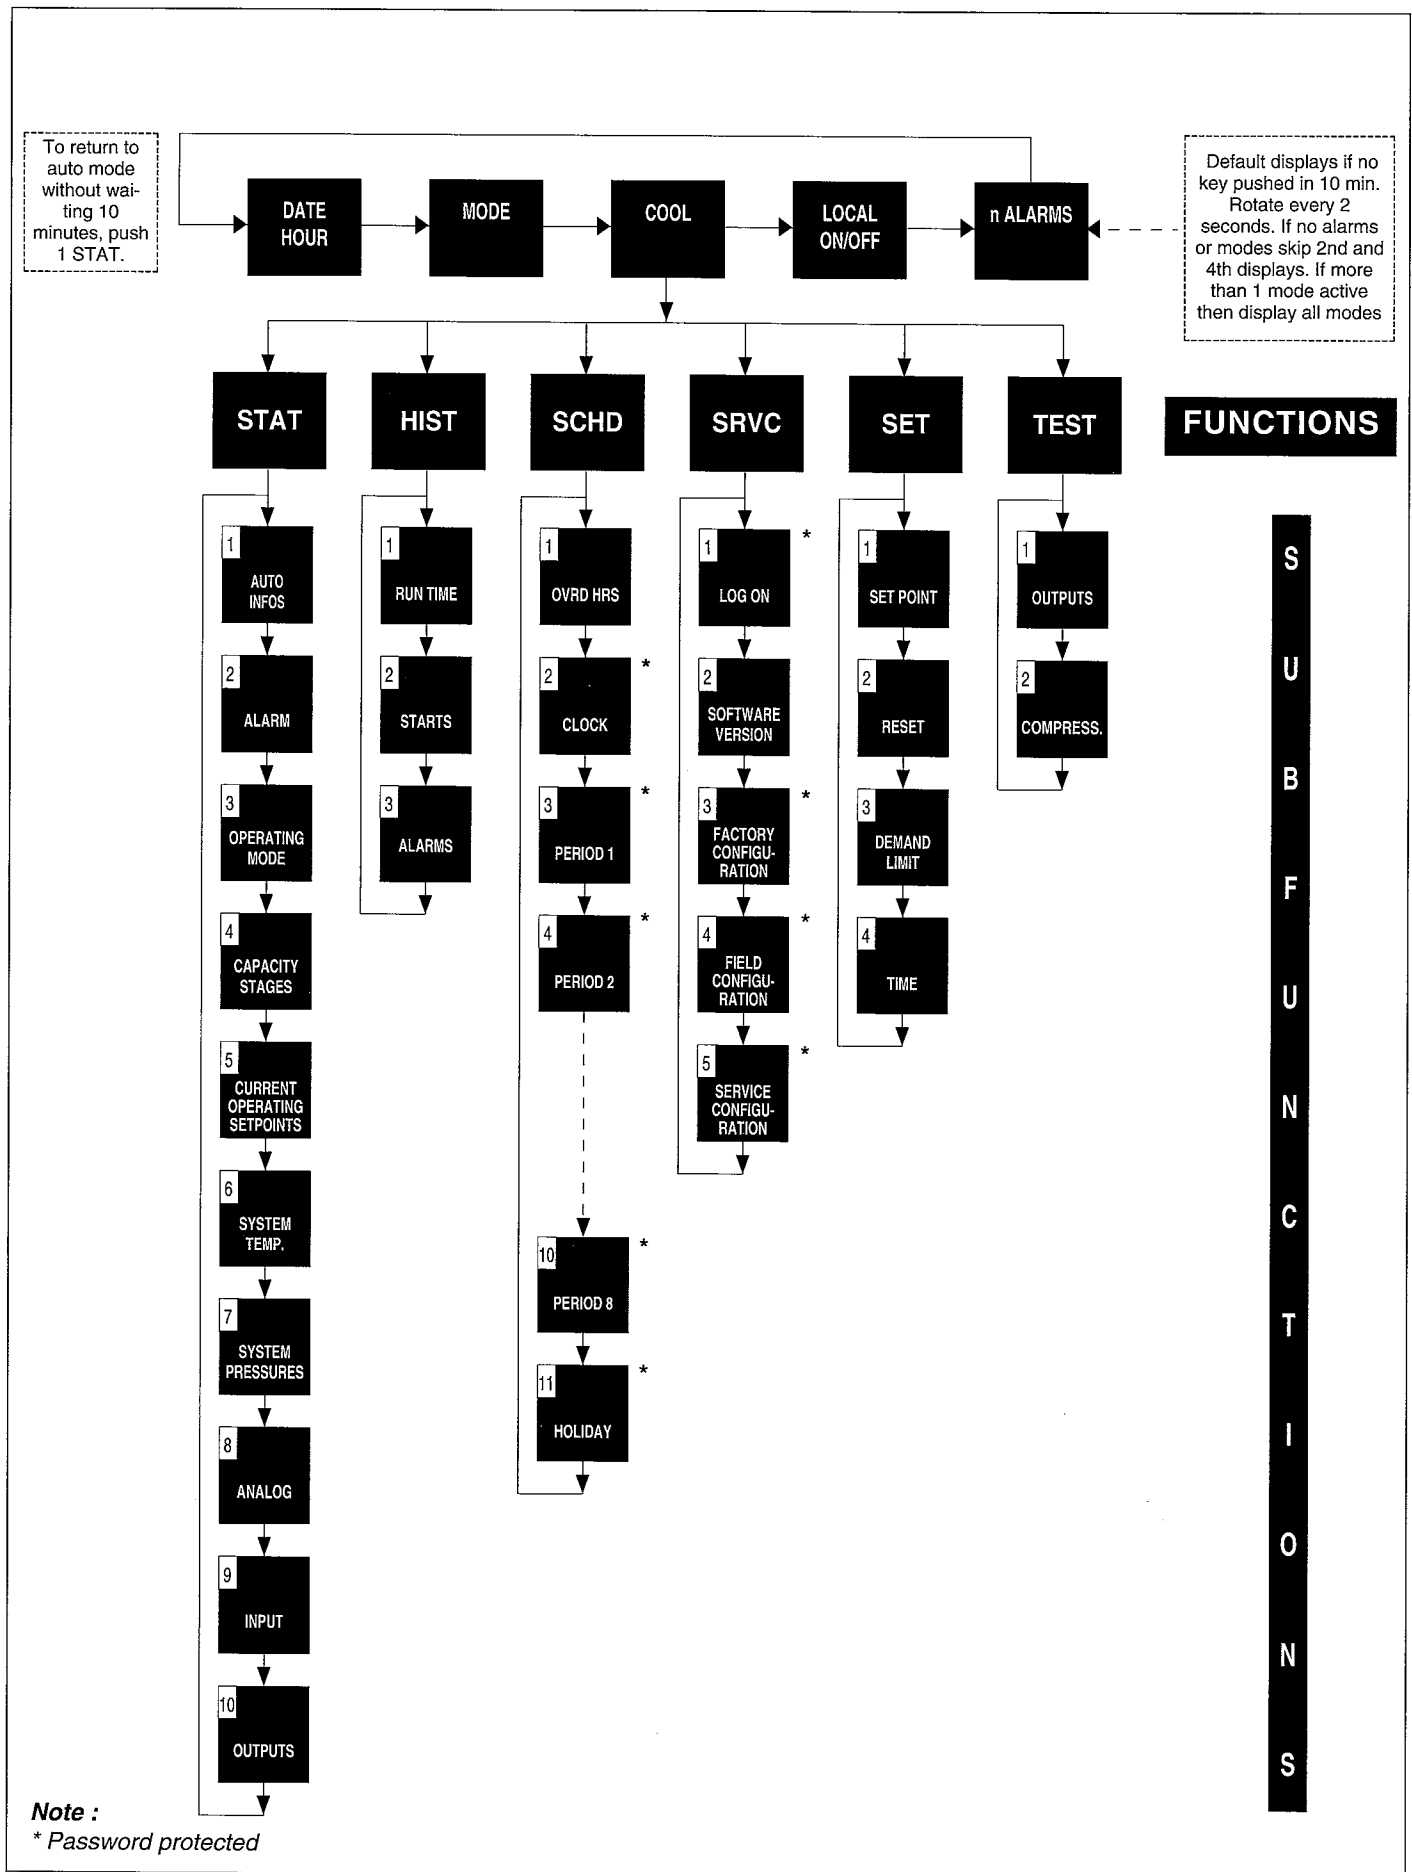 To return to
auto mode
without wai-
ting 10
minutes, push
1 STAT.
DATE
HOUR
MODE
COOL
LOCAL
ON/OFF
n ALARMS
Default displays if no
key pushed in 10 min.
Rotate every 2
seconds. If no alarms
or modes skip 2nd and
4th displays. If more
than 1 mode active
then display all modes
STAT
HIST
SCHD
SRVC
SET
TEST
FUNCTIONS
1
AUTO
INFOS
2
ALARM
3
OPERATING
MODE
4
CAPACITY
STAGES
5
CURRENT
OPERATING
SETPOINTS
6
SYSTEM
TEMP.
7
SYSTEM
PRESSURES
8
ANALOG
9
INPUT
10
OUTPUTS
1
RUN TIME
2
STARTS
3
ALARMS
1
OVRD HRS
2
*
CLOCK
3
*
PERIOD 1
4
*
PERIOD 2
10
*
PERIOD 8
11
*
HOLIDAY
1
*
LOG ON
2
SOFTWARE
VERSION
3
*
FACTORY
CONFIGU-
RATION
4
*
FIELD
CONFIGU-
RATION
5
*
SERVICE
CONFIGU-
RATION
1
SET POINT
2
RESET
3
DEMAND
LIMIT
4
TIME
1
OUTPUTS
2
COMPRESS.
S
U
B
F
U
N
C
T
I
O
N
S
Note :
* Password protected